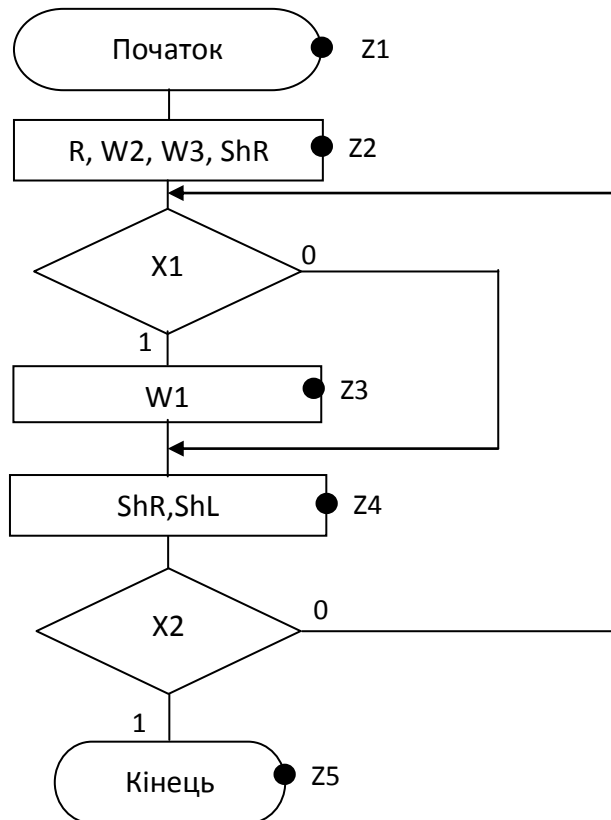 Початок
Z1
R, W2, W3, ShR
Z2
X1
0
1
W1
Z3
ShR,ShL
Z4
X2
0
1
Кінець
Z5